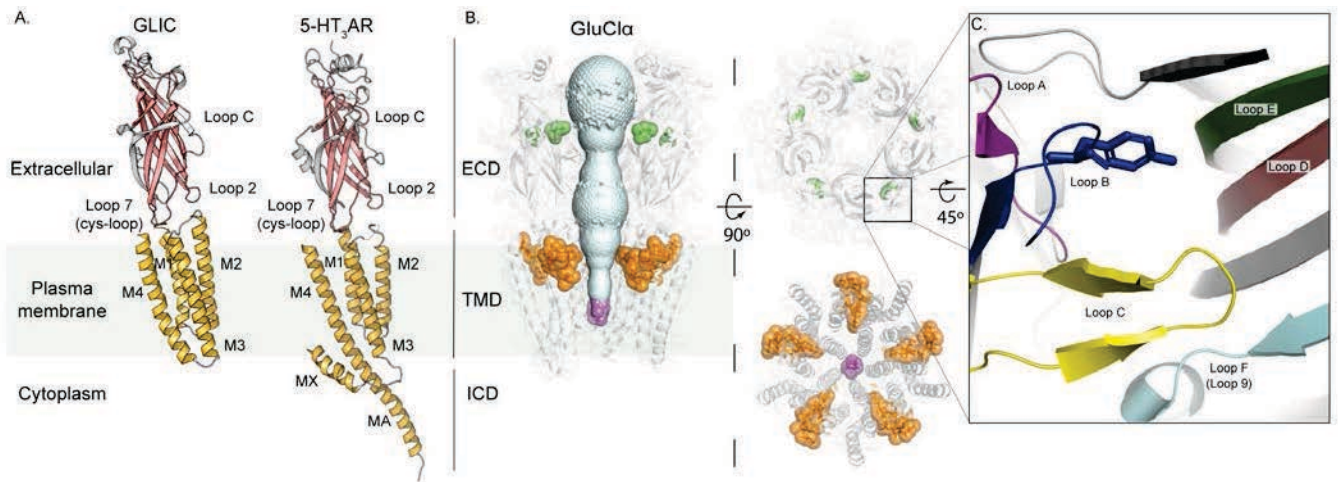 A.
GLIC
5-HT3AR
Loop C
Loop C
Extracellular
Loop 2
Loop 2
Loop 7
(cys-loop)
Loop 7
(cys-loop)
M1
M2
M1
M2
M4
M4
Plasma
membrane
M3
M3
MX
Cytoplasm
MA
B.
GluClα
ECD
TMD
ICD
90º
45º
C.
Loop A
Loop E
Loop D
Loop B
Loop C
Loop F
(Loop 9)